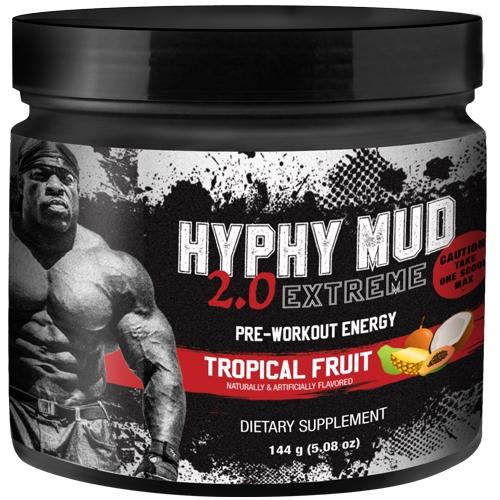 HYPHY MUD
2.0 EXTREME
CAUTION
TAKE
ONE SCOOP
MAX
PRE-WORKOUT ENERGY
TROPICAL FRUIT
NATURALLY & ARTIFICIALLY FLAVORED
DIETARY SUPPLEMENT
144 g (5.08 oz)